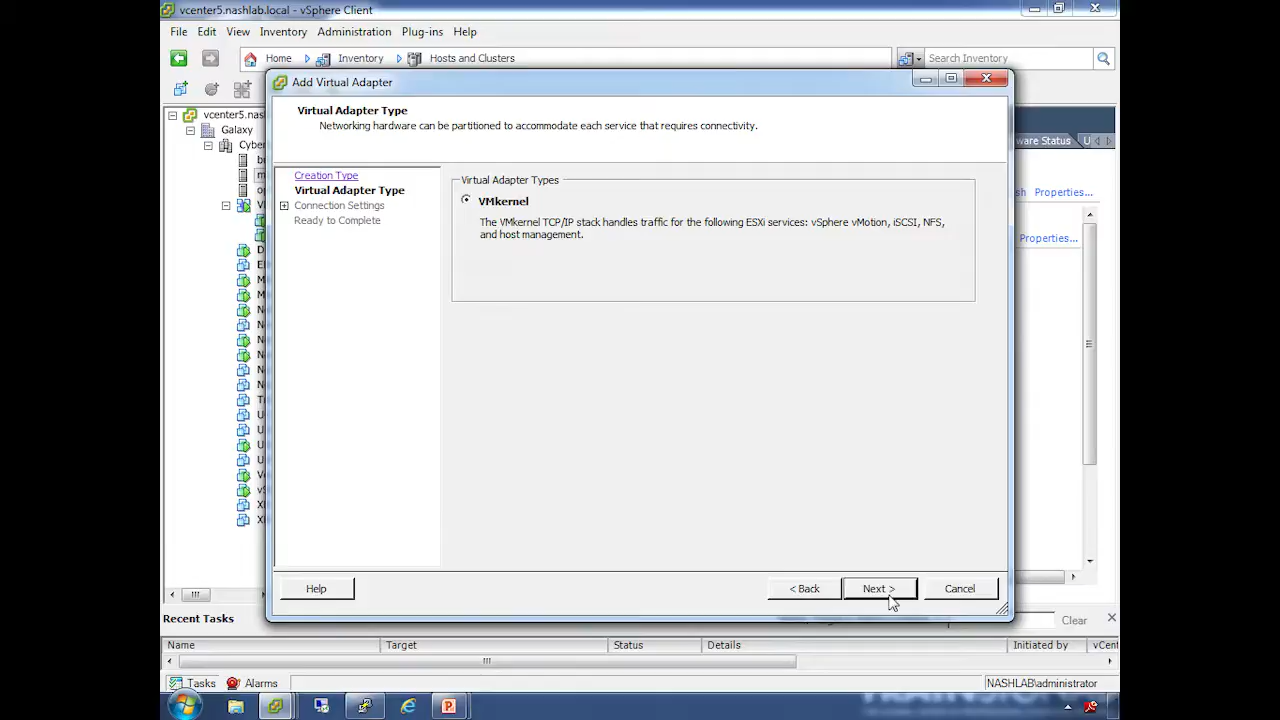 vcenter5.nashlab.local - vSphere Client
File Edit View Inventory Administration Plug-ins Help
Home Inventory Hosts and Clusters
Search Inventory
Add Virtual Adapter
Virtual Adapter Type
Networking hardware can be partitioned to accommodate each service that requires connectivity.
Creation Type
Virtual Adapter Type
Connection Settings
Ready to Complete
Virtual Adapter Types
VMkernel
The VMkernel TCP/IP stack handles traffic for the following ESXi services: vSphere vMotion, iSCSI, NFS,
and host management.
Help
< Back
Next >
Cancel
vcenter5.nas
Galaxy
Cyber
ware Status U
sh Properties...
Properties...
Recent Tasks
Clear
Name Target Status Details Initiated by vCent
Tasks Alarms
NASHLAB\administrator